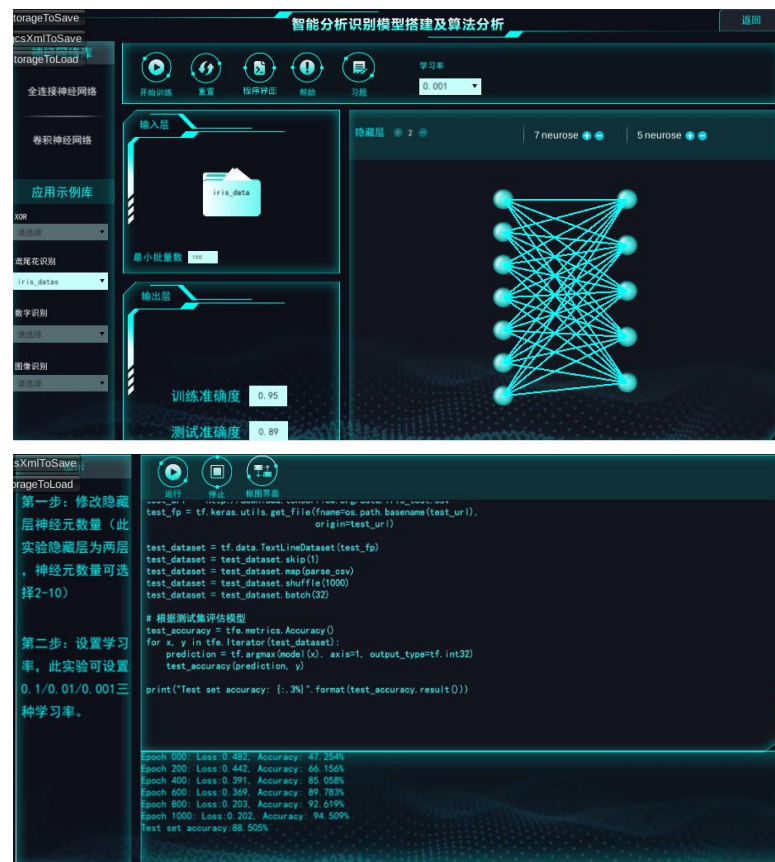 torageToSave
csXmlToSave
torageToLoad
智能分析识别模型搭建及算法分析
返回
全连接神经网络
卷积神经网络
应用示例库
XOR
请选择
鸢尾花识别
iris_datas
数字识别
请选择
图像识别
请选择
开始训练
重置
程序界面
帮助
习题
学习率
0.001
输入层
iris_data
最小批量数 100
输出层
训练准确度 0.95
测试准确度 0.89
隐藏层 2
7 neurose
5 neurose
sXmlToSave
orageToLoad
第一步：修改隐藏
层神经元数量（此
实验隐藏层为两层
，神经元数量可选
择2-10）
第二步：设置学习
率，此实验可设置
0.1/0.01/0.001三
种学习率。
运行
停止
框图界面
test_fp = tf.keras.utils.get_file(fname=os.path.basename(test_url),
origin=test_url)
test_dataset = tf.data.TextLineDataset(test_fp)
test_dataset = test_dataset.skip(1)
test_dataset = test_dataset.map(parse_csv)
test_dataset = test_dataset.shuffle(1000)
test_dataset = test_dataset.batch(32)
# 根据测试集评估模型
test_accuracy = tfe.metrics.Accuracy()
for x, y in tfe.Iterator(test_dataset):
prediction = tf.argmax(model(x), axis=1, output_type=tf.int32)
test_accuracy(prediction, y)
print("Test set accuracy: {:.3%}".format(test_accuracy.result()))
Epoch 000: Loss:0.482, Accuracy: 47.254%
Epoch 200: Loss:0.442, Accuracy: 66.156%
Epoch 400: Loss:0.391, Accuracy: 85.058%
Epoch 600: Loss:0.369, Accuracy: 89.783%
Epoch 800: Loss:0.203, Accuracy: 92.619%
Epoch 1000: Loss:0.202, Accuracy: 94.509%
Test set accuracy:88.505%